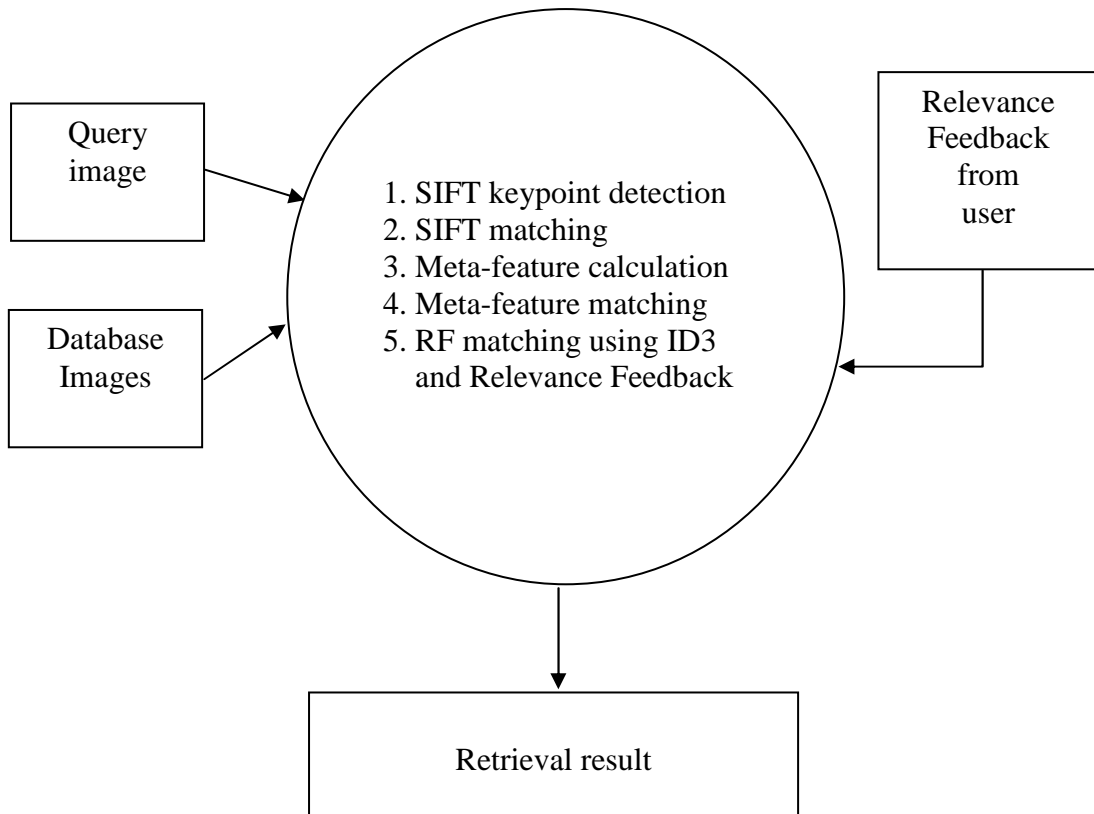 Query
image
Database
Images
1. SIFT keypoint detection
2. SIFT matching
3. Meta-feature calculation
4. Meta-feature matching
5. RF matching using ID3
and Relevance Feedback
Relevance
Feedback
from
user
Retrieval result